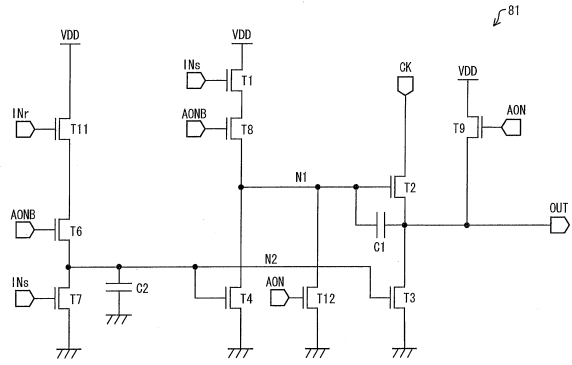 81
VDD
VDD
INs
T1
CK
VDD
INr
T11
AONB
T8
T9
AON
N1
T2
AONB
T6
C1
OUT
N2
INs
T7
C2
T4
AON
T12
T3